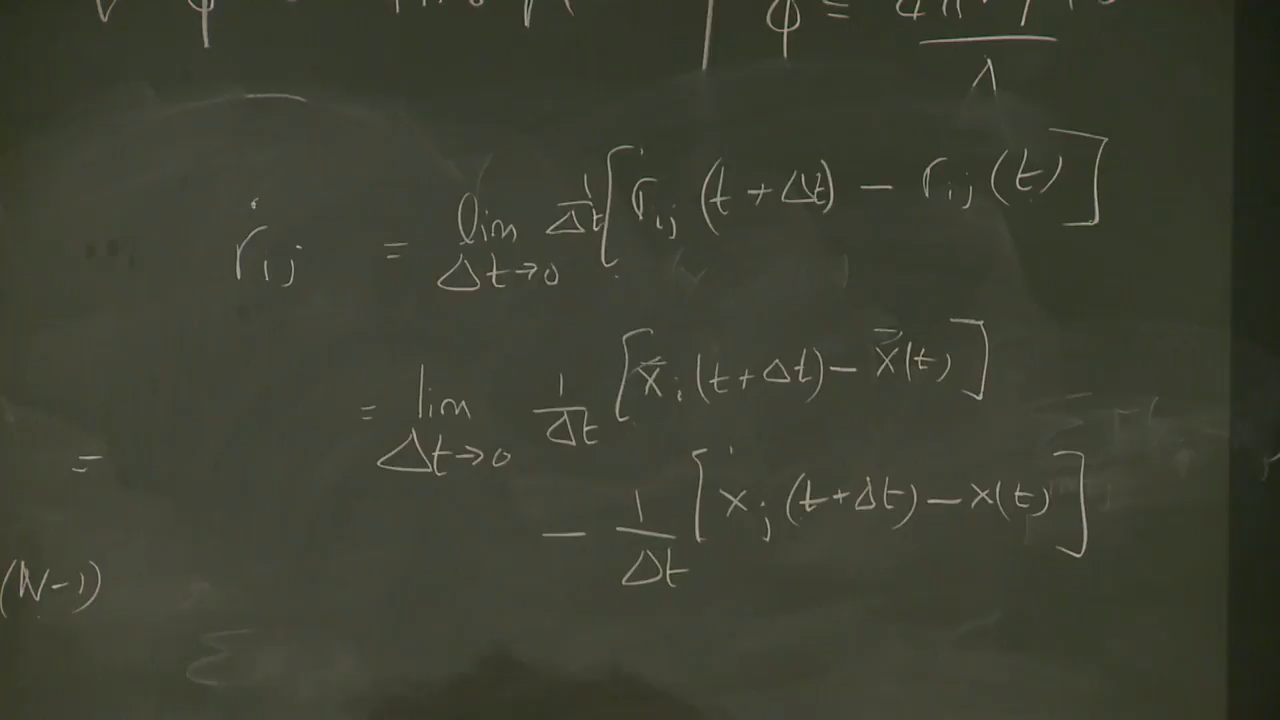 ϕ =
λ
ṙ_ij = lim_{Δt→0} 1/Δt [r_ij (t+Δt) − r_ij (t)]
= lim_{Δt→0} 1/Δt [x⃗_i (t+Δt) − x⃗(t)]
=
− 1/Δt [x_j (t+Δt) − x(t)]
(N−1)